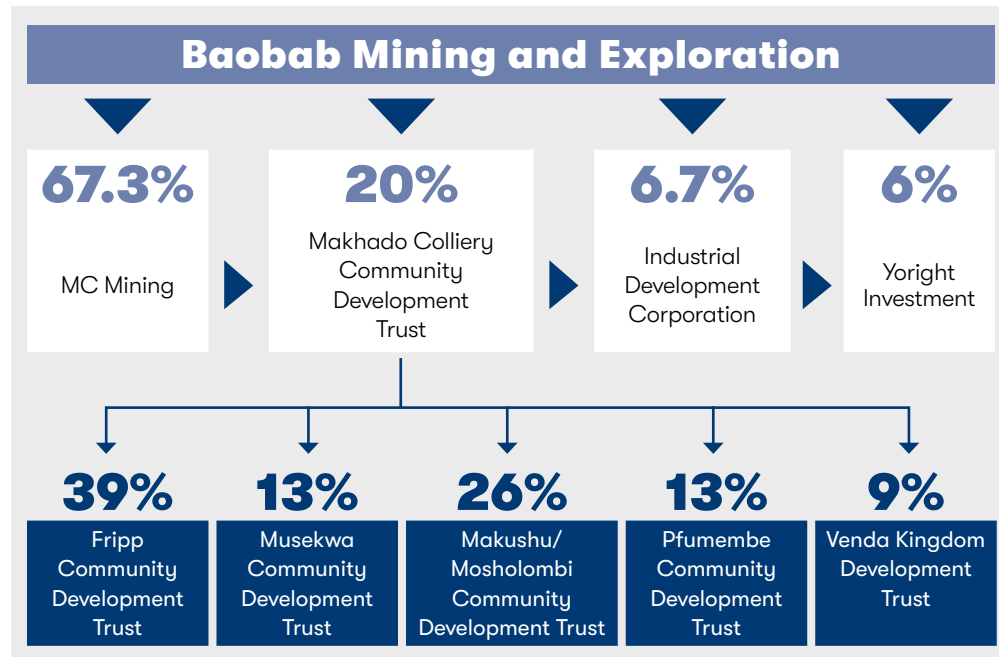 Baobab Mining and Exploration
67.3%
MC Mining
20%
Makhado Colliery
Community
Development
Trust
6.7%
Industrial
Development
Corporation
6%
Yoright
Investment
39%
Fripp
Community
Development
Trust
13%
Musekwa
Community
Development
Trust
26%
Makushu/
Mosholombi
Community
Development Trust
13%
Pfumembe
Community
Development
Trust
9%
Venda Kingdom
Development
Trust